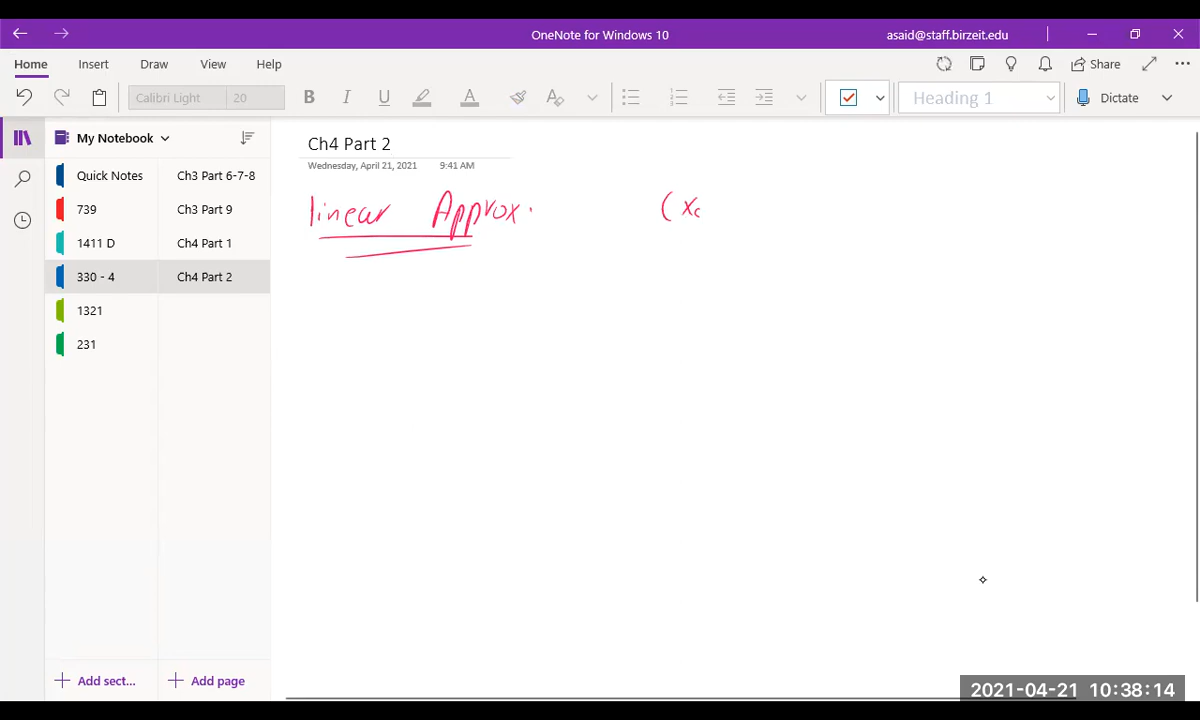 OneNote for Windows 10
asaid@staff.birzeit.edu
Home Insert Draw View Help
Share
Calibri Light 20
B I U A
Heading 1
Dictate
My Notebook
Quick Notes
739
1411 D
330 - 4
1321
231
Ch3 Part 6-7-8
Ch3 Part 9
Ch4 Part 1
Ch4 Part 2
Ch4 Part 2
Wednesday, April 21, 2021 9:41 AM
linear Approx. (x
+ Add sect...
+ Add page
2021-04-21 10:38:14